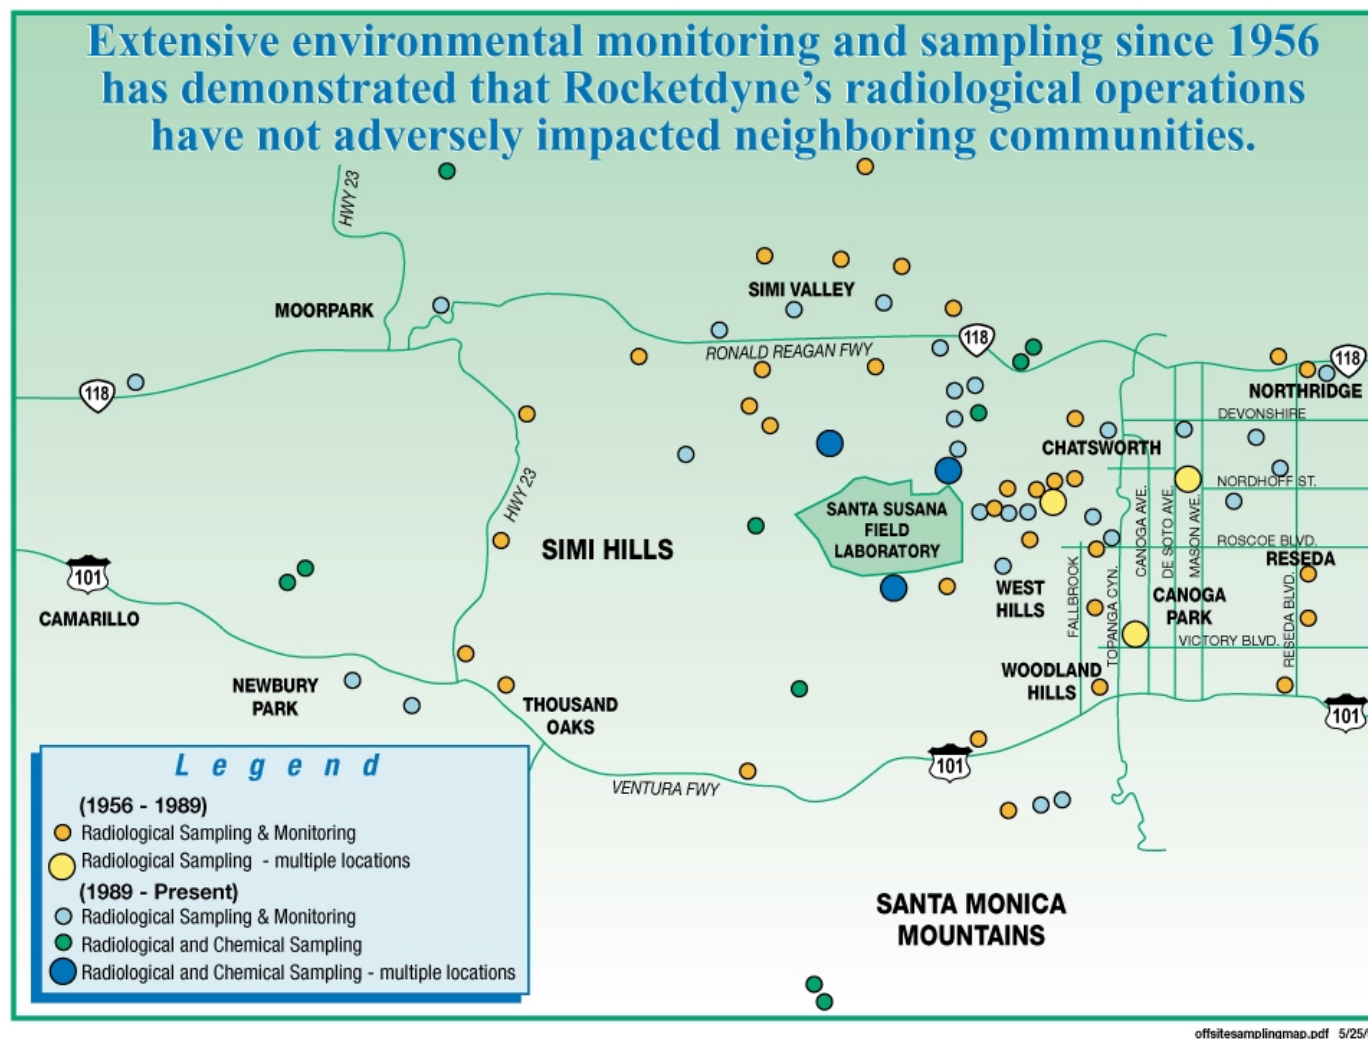 Extensive environmental monitoring and sampling since 1956
has demonstrated that Rocketdyne's radiological operations
have not adversely impacted neighboring communities.
HWY 23
SIMI VALLEY
MOORPARK
118
RONALD REAGAN FWY
118
118
NORTHRIDGE
DEVONSHIRE
CHATSWORTH
HWY 23
NORDHOFF ST.
SANTA SUSANA
FIELD
LABORATORY
CANOGA AVE.
DE SOTO AVE.
MASON AVE.
SIMI HILLS
ROSCOE BLVD.
RESEDA
101
CAMARILLO
WEST
HILLS
FALLBROOK
TOPANGA CYN.
CANOGA
PARK
RESEDA BLVD.
VICTORY BLVD.
NEWBURY
PARK
WOODLAND
HILLS
THOUSAND
OAKS
101
101
VENTURA FWY
Legend
(1956 - 1989)
Radiological Sampling & Monitoring
Radiological Sampling - multiple locations
(1989 - Present)
Radiological Sampling & Monitoring
Radiological and Chemical Sampling
Radiological and Chemical Sampling - multiple locations
SANTA MONICA
MOUNTAINS
offsitesamplingmap.pdf 5/25/